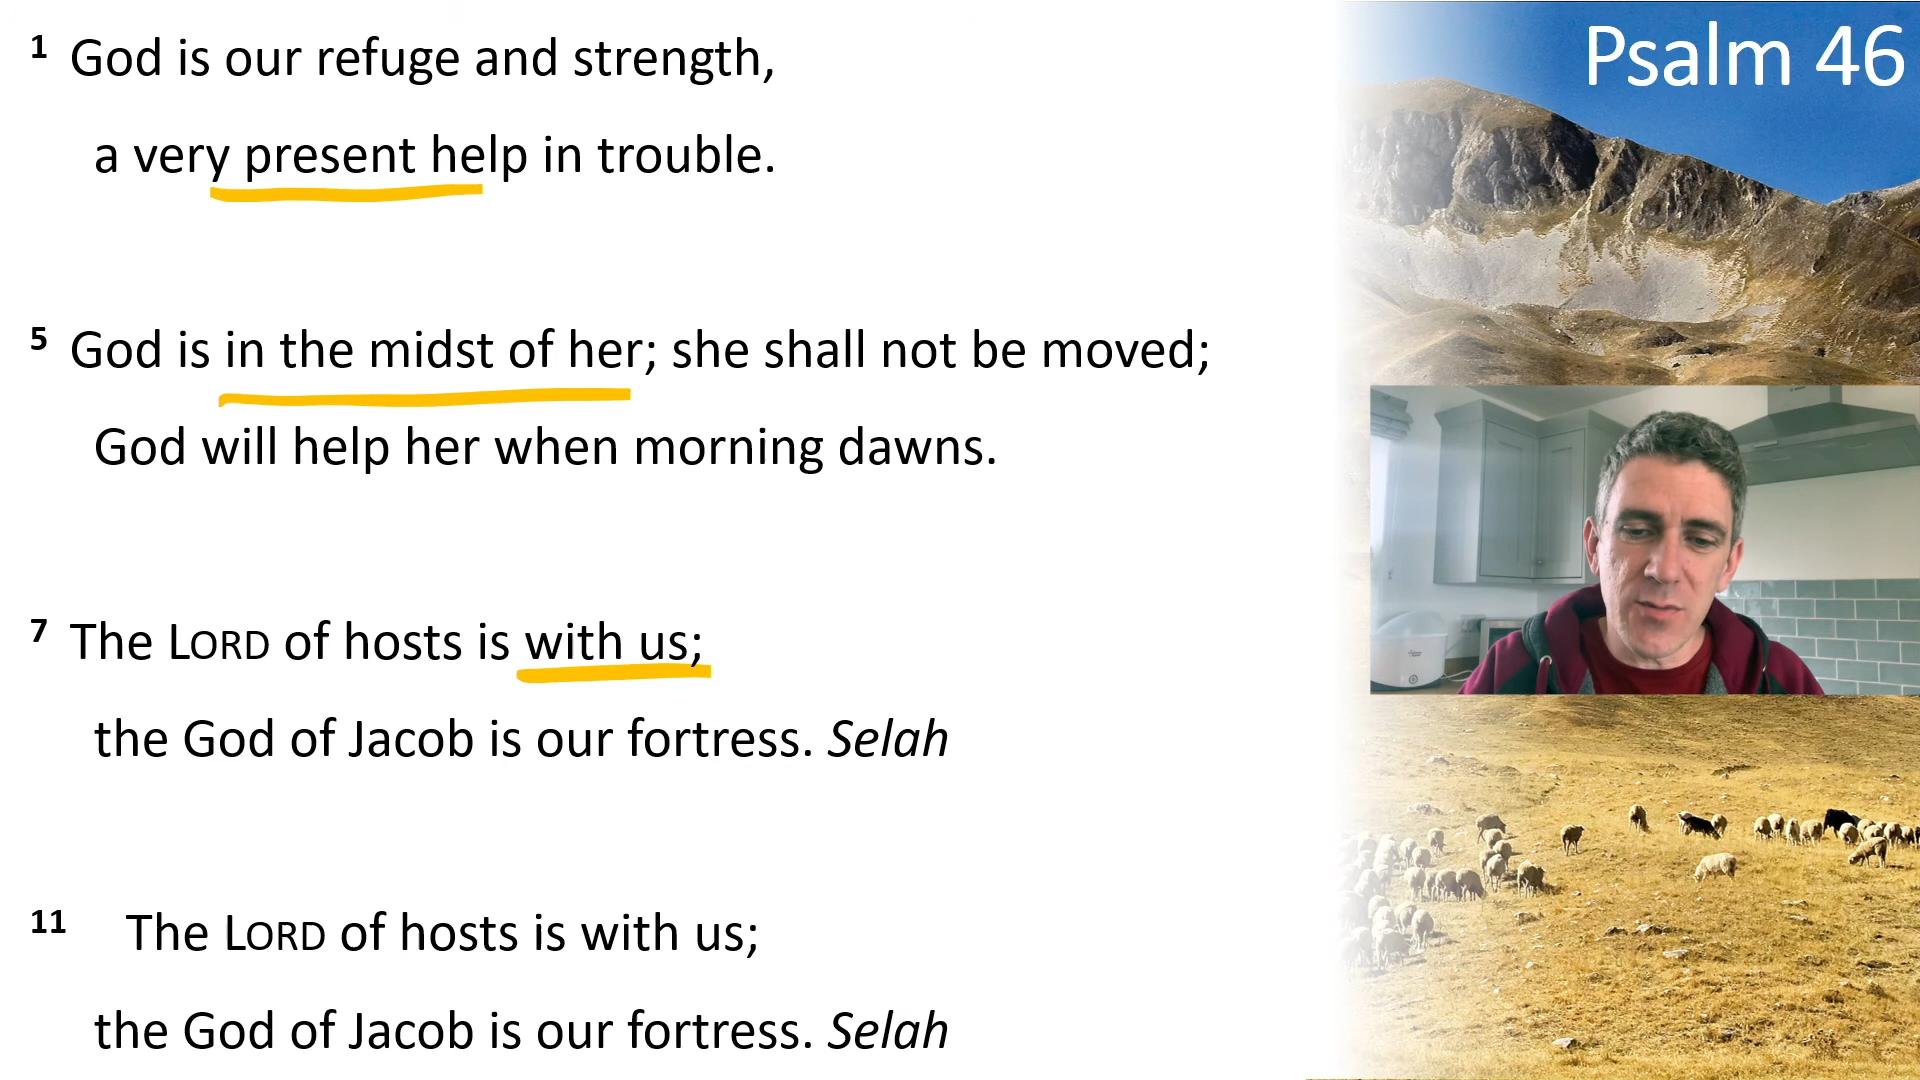 Psalm 46
1 God is our refuge and strength,
a very present help in trouble.
5 God is in the midst of her; she shall not be moved;
God will help her when morning dawns.
7 The LORD of hosts is with us;
the God of Jacob is our fortress. Selah
11 The LORD of hosts is with us;
the God of Jacob is our fortress. Selah